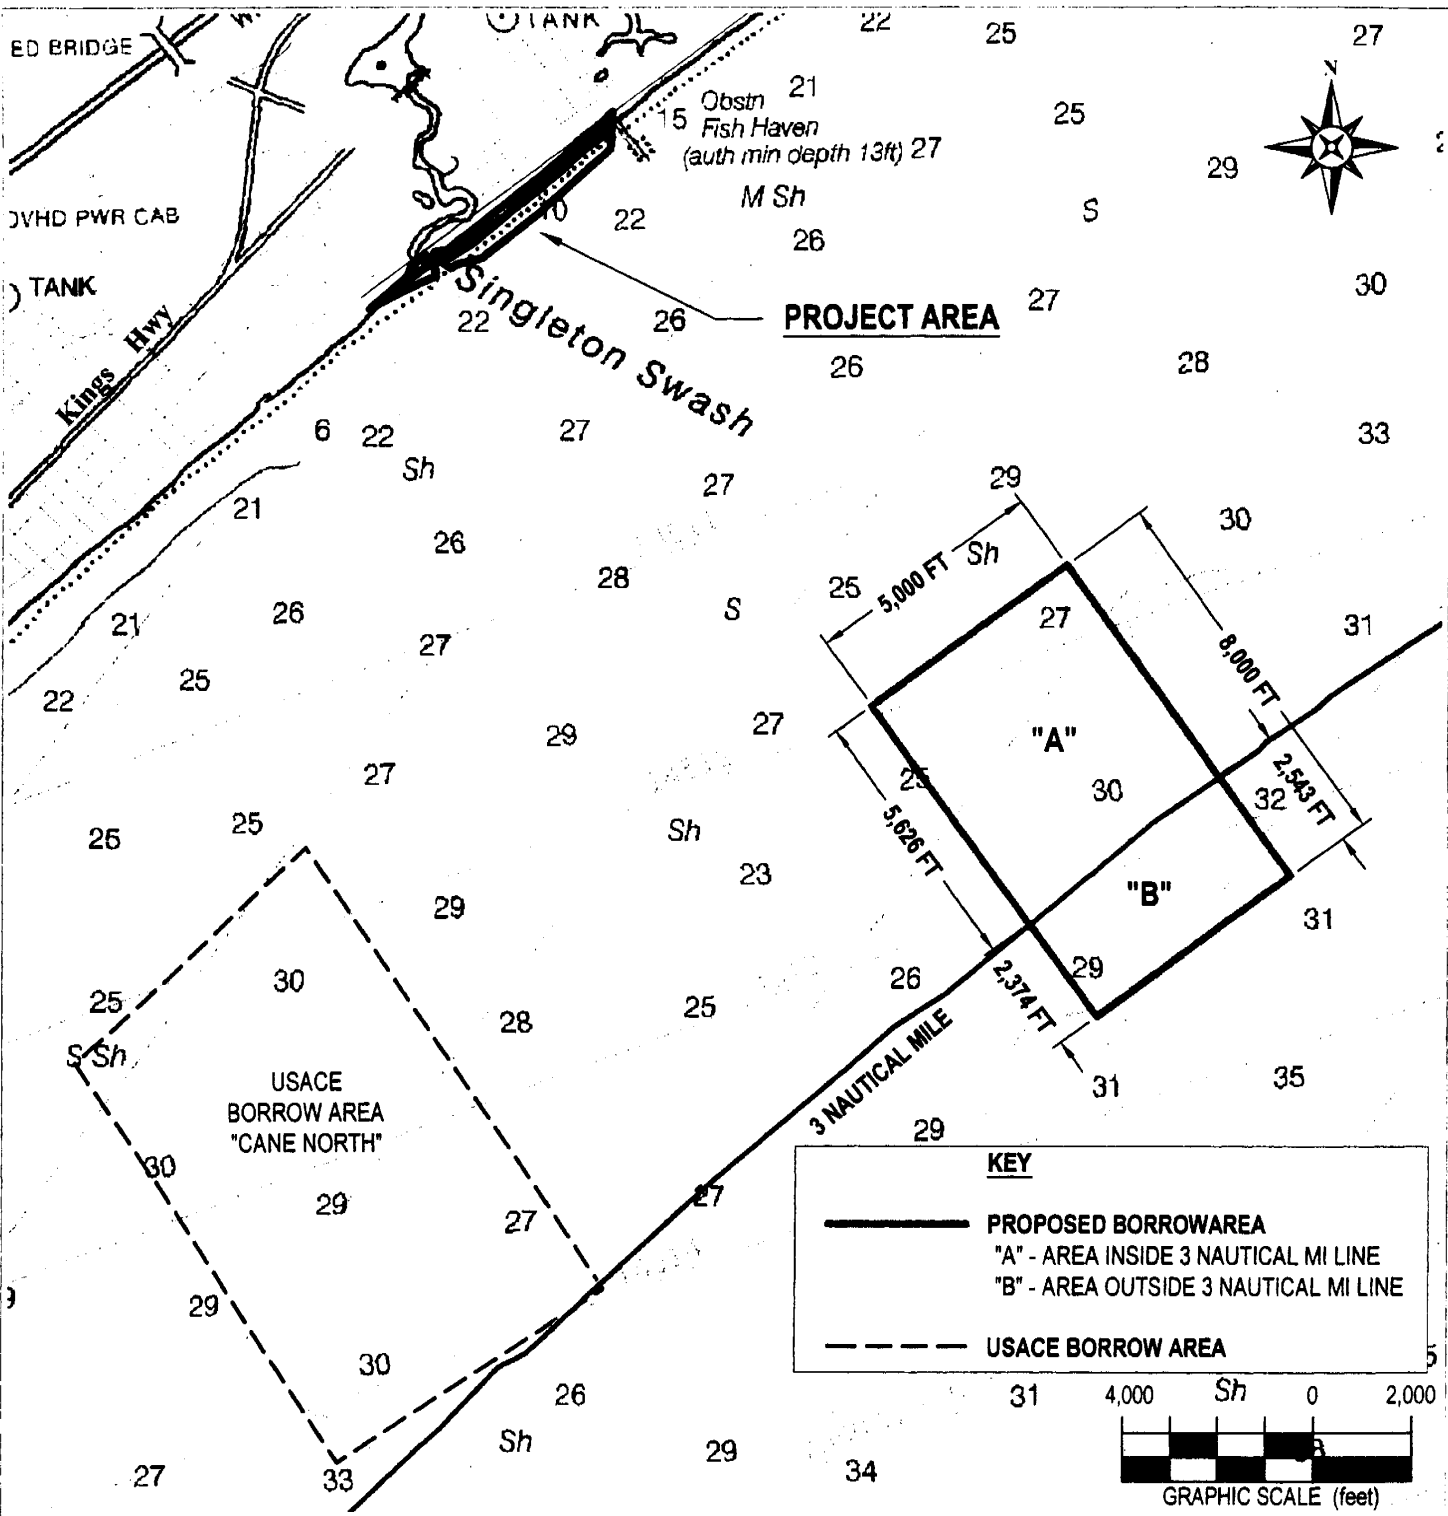 TANK
22
25
27
ED BRIDGE
21
Obstn
15
Fish Haven
(auth min depth 13ft)
27
25
N
29
M Sh
S
OVHD PWR CAB
22
26
TANK
30
27
Singleton Swash
22
26
PROJECT AREA
Kings Hwy
26
28
6
22
27
33
Sh
27
29
21
30
26
Sh
28
5,000 FT
25
27
S
21
26
27
31
8,000 FT
25
22
27
29
"A"
27
25
30
2,543 FT
32
25
25
Sh
5,626 FT
23
"B"
29
31
30
26
29
2,374 FT
25
25
28
3 NAUTICAL MILE
S Sh
USACE
BORROW AREA
"CANE NORTH"
31
35
29
30
29
27
27
29
30
26
Sh
27
33
29
34
KEY
PROPOSED BORROWAREA
"A" - AREA INSIDE 3 NAUTICAL MI LINE
"B" - AREA OUTSIDE 3 NAUTICAL MI LINE
USACE BORROW AREA
31
4,000
Sh
0
2,000
GRAPHIC SCALE (feet)